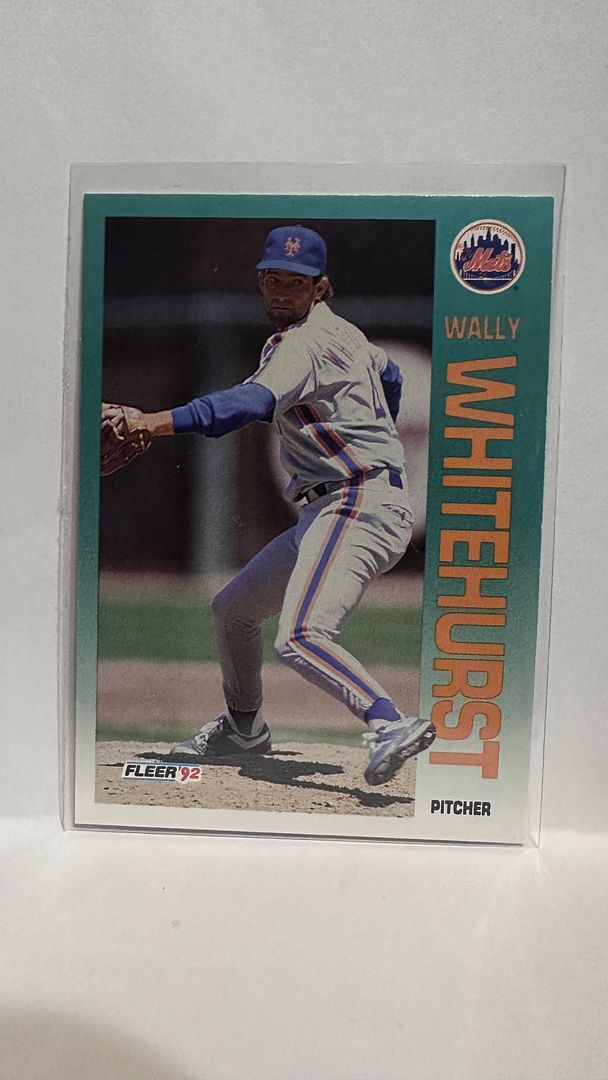 Mets
WALLY
WHITEHURST
FLEER '92
PITCHER